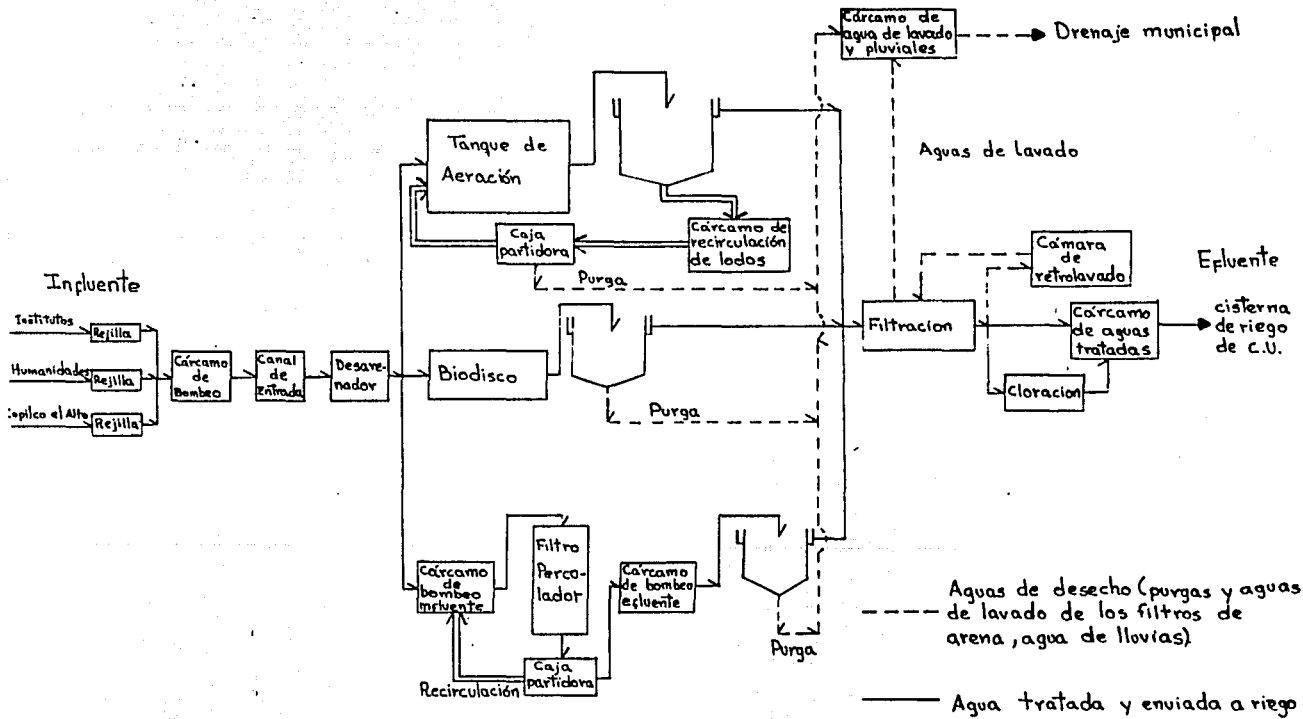 Cárcamo de
agua de lavado
y pluviales
Drenaje municipal
Tanque de
Aeración
Aguas de lavado
Caja
partidora
Cárcamo de
recirculación
de lodos
Purga
Cámara
de
retrolavado
Influente
Efluente
Institutos
Rejilla
Humanidades
Rejilla
Copilco el Alto
Rejilla
Cárcamo
de
Bombeo
Canal
de
Entrada
Desare-
nador
Biodisco
Purga
Filtracion
Cárcamo
de aguas
tratadas
cisterna
de riego
de C.U.
Cloracion
Cárcamo
de
bombeo
influente
Filtro
Perco-
lador
Cárcamo
de bombeo
efluente
Caja
partidora
Recirculación
Purga
Aguas de desecho (purgas y aguas
de lavado de los filtros de
arena, agua de lluvias).
Agua tratada y enviada a riego